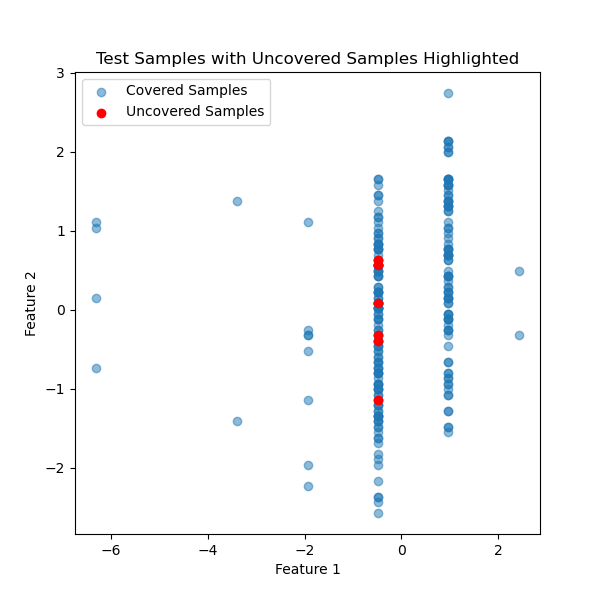 Test Samples with Uncovered Samples Highlighted
Covered Samples
Uncovered Samples
3
2
1
0
−1
−2
Feature 2
−6
−4
−2
0
2
Feature 1